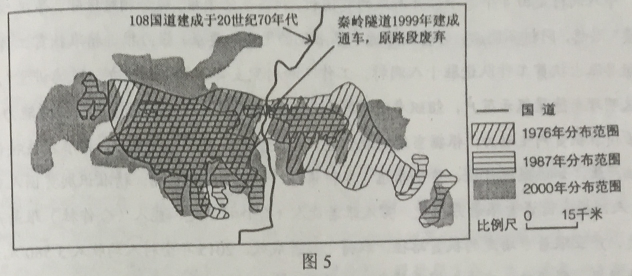 108国道建成于20世纪70年代
秦岭隧道1999年建成
通车，原路段废弃
国道
1976年分布范围
1987年分布范围
2000年分布范围
比例尺 0 15千米
图5